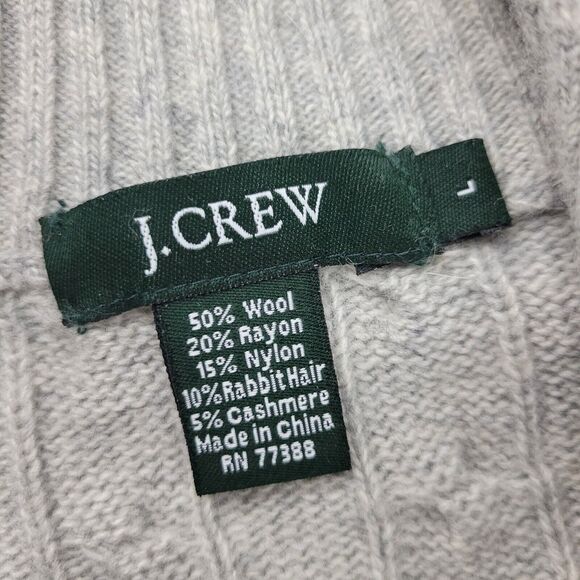 J.CREW
L
50% Wool
20% Rayon
15% Nylon
10% Rabbit Hair
5% Cashmere
Made in China
RN 77388